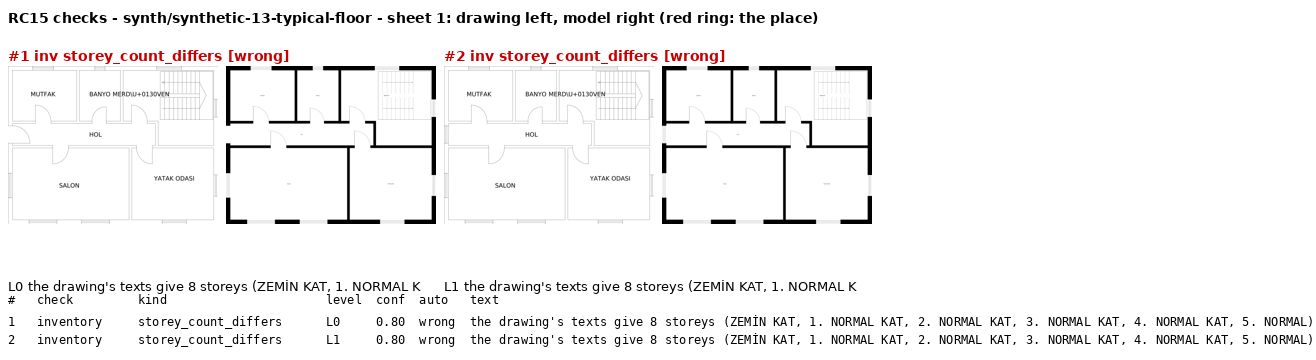 RC15 checks - synth/synthetic-13-typical-floor - sheet 1: drawing left, model right (red ring: the place)
#1 inv storey_count_differs [wrong]
#2 inv storey_count_differs [wrong]
MUTFAK
BANYO
MERD\U+0130VEN
HOL
SALON
YATAK ODASI
MUTFAK
BANYO
MERD\U+0130VEN
HOL
SALON
YATAK ODASI
L0 the drawing's texts give 8 storeys (ZEMİN KAT, 1. NORMAL K
L1 the drawing's texts give 8 storeys (ZEMİN KAT, 1. NORMAL K
# check kind level conf auto text
1 inventory storey_count_differs L0 0.80 wrong the drawing's texts give 8 storeys (ZEMİN KAT, 1. NORMAL KAT, 2. NORMAL KAT, 3. NORMAL KAT, 4. NORMAL KAT, 5. NORMAL)
2 inventory storey_count_differs L1 0.80 wrong the drawing's texts give 8 storeys (ZEMİN KAT, 1. NORMAL KAT, 2. NORMAL KAT, 3. NORMAL KAT, 4. NORMAL KAT, 5. NORMAL)